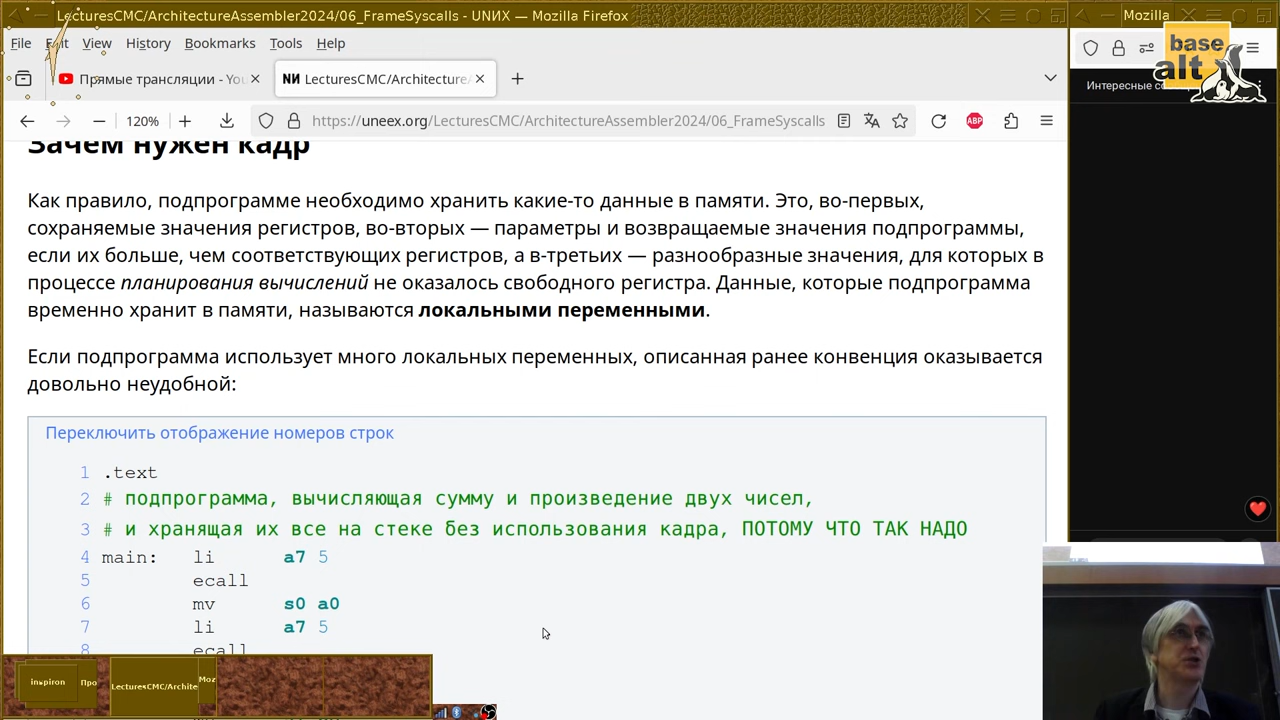 LecturesCMC/ArchitectureAssembler2024/06_FrameSyscalls - UNИX — Mozilla Firefox
Mozilla
File Edit View History Bookmarks Tools Help
base
alt
Прямые трансляции - You
NИ LecturesCMC/Architecture
Интересные се
120%
https://uneex.org/LecturesCMC/ArchitectureAssembler2024/06_FrameSyscalls
ABP
Зачем нужен кадр
Как правило, подпрограмме необходимо хранить какие-то данные в памяти. Это, во-первых,
сохраняемые значения регистров, во-вторых — параметры и возвращаемые значения подпрограммы,
если их больше, чем соответствующих регистров, а в-третьих — разнообразные значения, для которых в
процессе планирования вычислений не оказалось свободного регистра. Данные, которые подпрограмма
временно хранит в памяти, называются локальными переменными.
Если подпрограмма использует много локальных переменных, описанная ранее конвенция оказывается
довольно неудобной:
Переключить отображение номеров строк
1 .text
2 # подпрограмма, вычисляющая сумму и произведение двух чисел,
3 # и хранящая их все на стеке без использования кадра, ПОТОМУ ЧТО ТАК НАДО
4 main: li a7 5
5 ecall
6 mv s0 a0
7 li a7 5
8 ecall
inspiron
Про
LecturesCMC/Archite
Moz